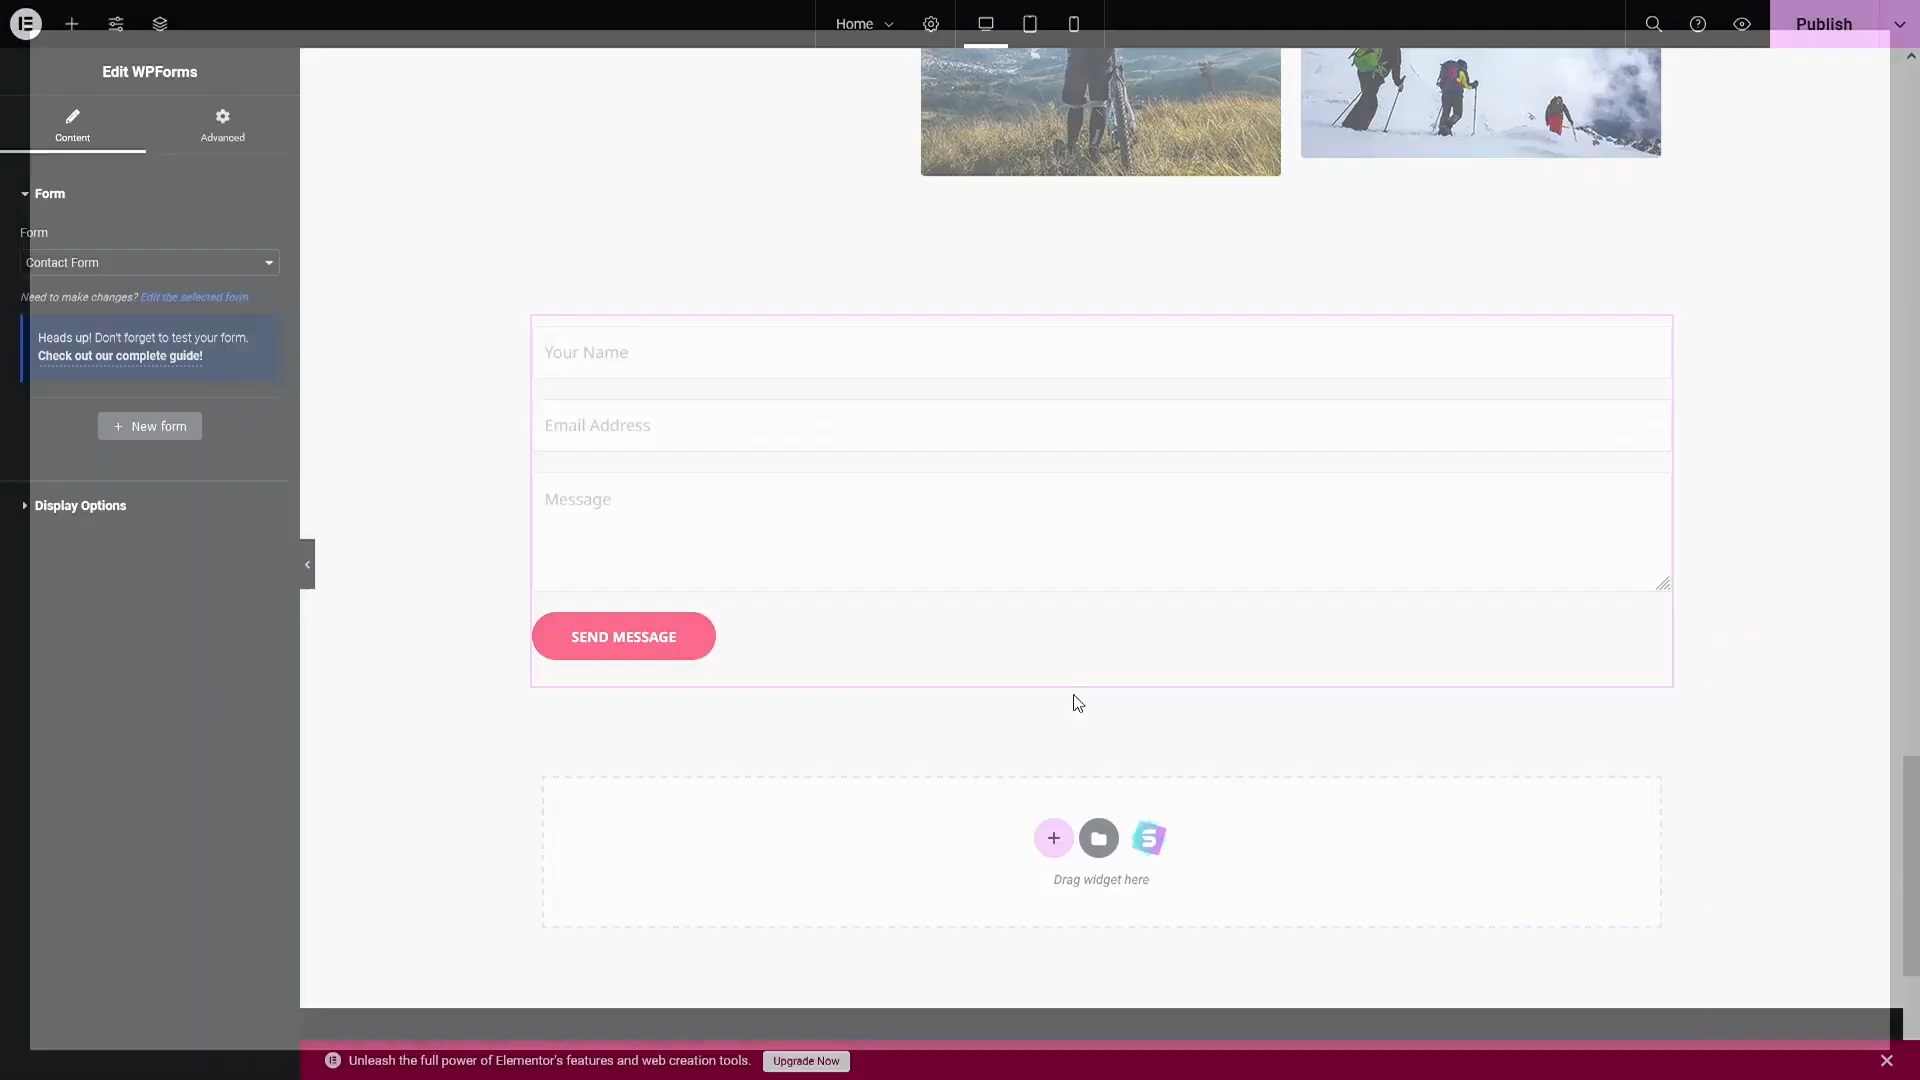 Home
Publish
Edit WPForms
Content
Advanced
Form
Form
Contact Form
Need to make changes? Edit the selected form.
Heads up! Don't forget to test your form.
Check out our complete guide!
+ New form
Display Options
Your Name
Email Address
Message
SEND MESSAGE
Drag widget here
Unleash the full power of Elementor's features and web creation tools.
Upgrade Now